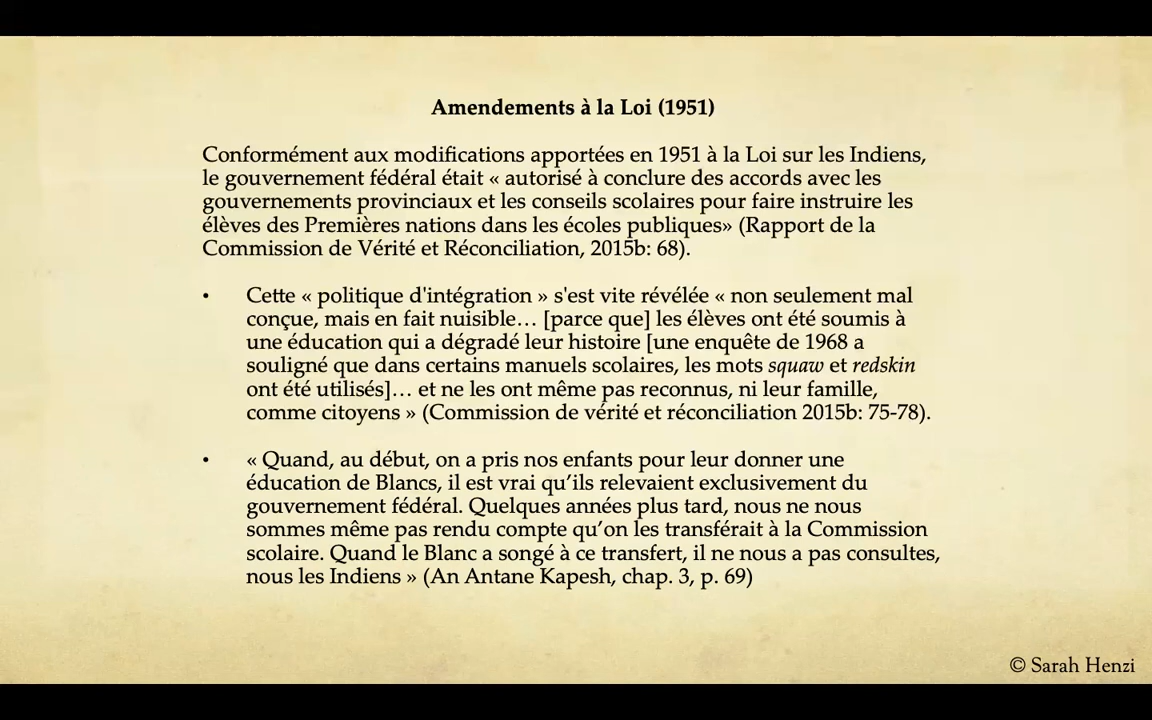 Amendements à la Loi (1951)
Conformément aux modifications apportées en 1951 à la Loi sur les Indiens,
le gouvernement fédéral était « autorisé à conclure des accords avec les
gouvernements provinciaux et les conseils scolaires pour faire instruire les
élèves des Premières nations dans les écoles publiques» (Rapport de la
Commission de Vérité et Réconciliation, 2015b: 68).
• Cette « politique d'intégration » s'est vite révélée « non seulement mal
conçue, mais en fait nuisible… [parce que] les élèves ont été soumis à
une éducation qui a dégradé leur histoire [une enquête de 1968 a
souligné que dans certains manuels scolaires, les mots squaw et redskin
ont été utilisés]… et ne les ont même pas reconnus, ni leur famille,
comme citoyens » (Commission de vérité et réconciliation 2015b: 75-78).
• « Quand, au début, on a pris nos enfants pour leur donner une
éducation de Blancs, il est vrai qu’ils relevaient exclusivement du
gouvernement fédéral. Quelques années plus tard, nous ne nous
sommes même pas rendu compte qu’on les transférait à la Commission
scolaire. Quand le Blanc a songé à ce transfert, il ne nous a pas consultes,
nous les Indiens » (An Antane Kapesh, chap. 3, p. 69)
© Sarah Henzi